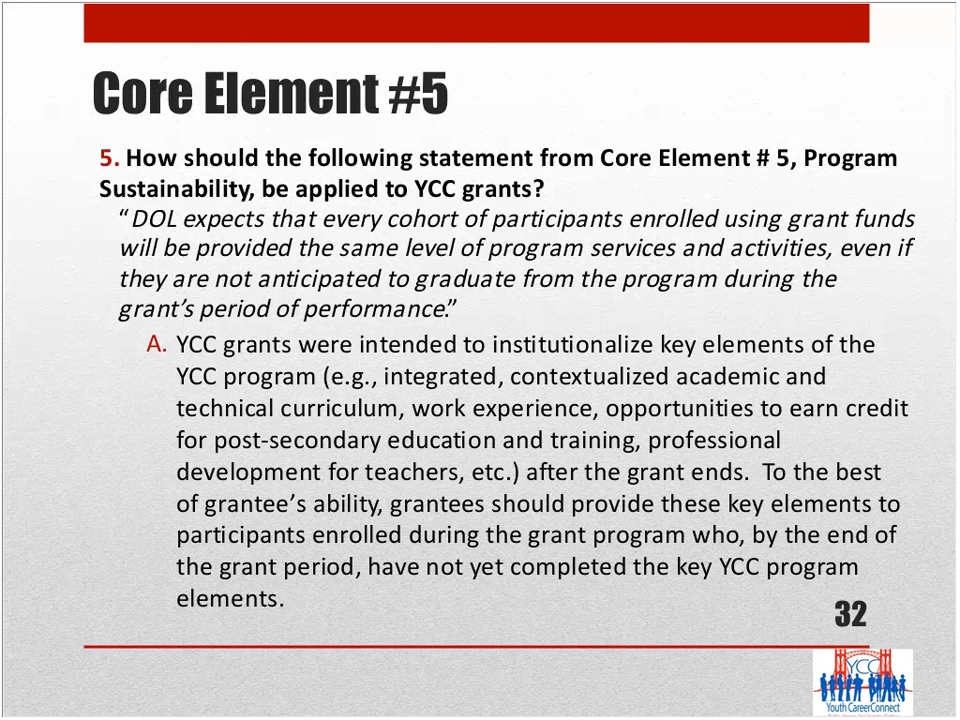 Core Element #5
5. How should the following statement from Core Element # 5, Program
Sustainability, be applied to YCC grants?
“DOL expects that every cohort of participants enrolled using grant funds
will be provided the same level of program services and activities, even if
they are not anticipated to graduate from the program during the
grant’s period of performance.”
A. YCC grants were intended to institutionalize key elements of the
YCC program (e.g., integrated, contextualized academic and
technical curriculum, work experience, opportunities to earn credit
for post-secondary education and training, professional
development for teachers, etc.) after the grant ends.  To the best
of grantee’s ability, grantees should provide these key elements to
participants enrolled during the grant program who, by the end of
the grant period, have not yet completed the key YCC program
elements.
32
YCC
Youth CareerConnect